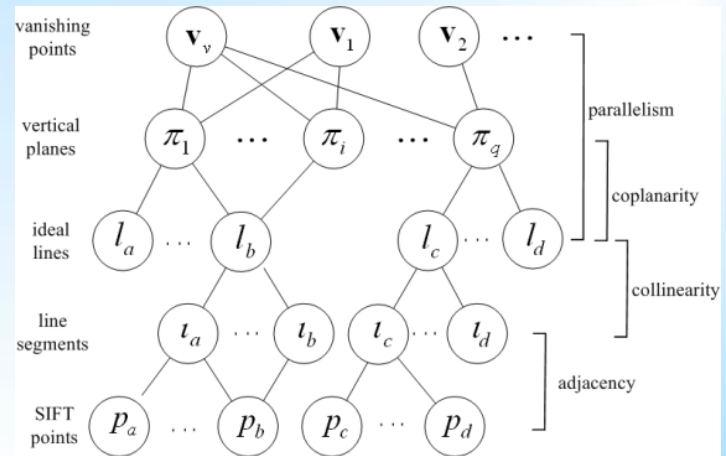 vanishing
points
v_v v_1 v_2 ...
parallelism
vertical
planes
π_1 ... π_i ... π_q
coplanarity
ideal
lines
l_a ... l_b l_c ... l_d
collinearity
line
segments
ι_a ... ι_b ι_c ... ι_d
adjacency
SIFT
points
p_a ... p_b p_c ... p_d